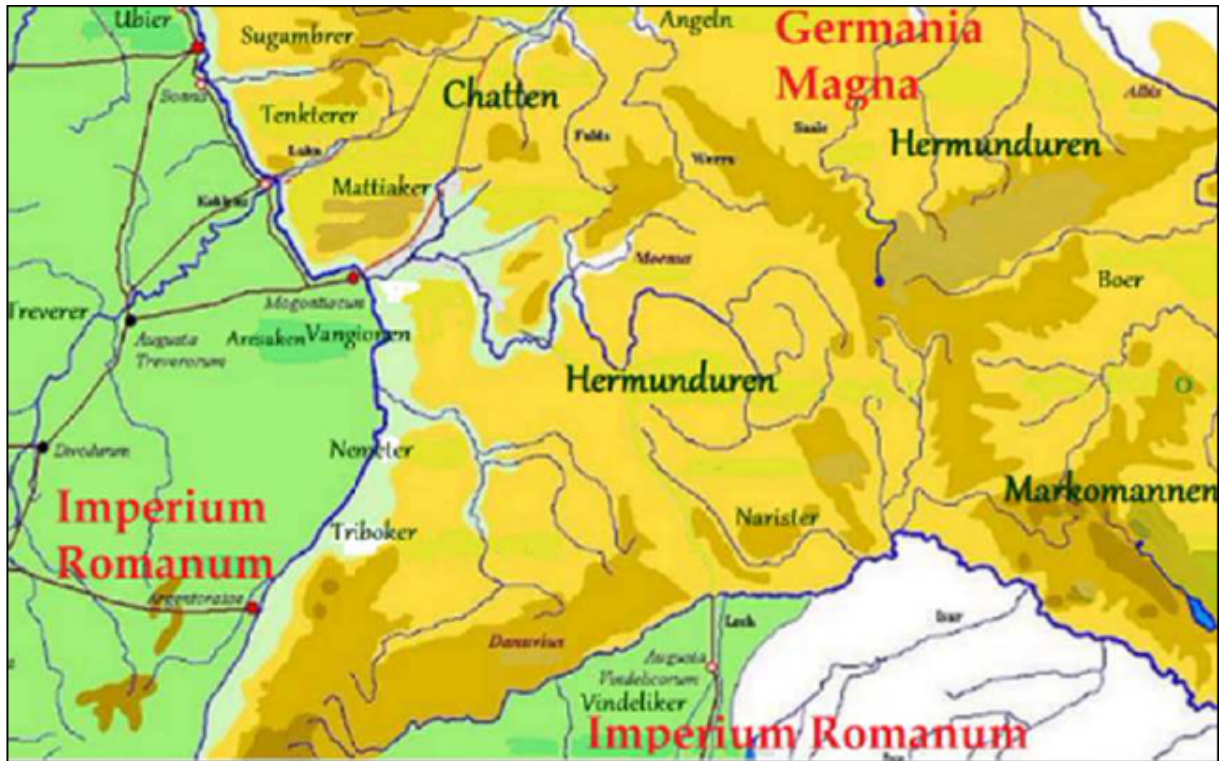 Ubier
Sugambrer
Angeln
Germania
Magna
Bonna
Chatten
Albis
Tenkterer
Fulda
Saale
Hermunduren
Lahn
Werra
Mattiaker
Koblenz
Moenus
Boer
Treverer
Mogontiacum
Augusta
Treverorum
Aresaken
Vangionen
Hermunduren
O
Divodurum
Nemeter
Imperium
Romanum
Markomannen
Narister
Triboker
Argentorate
Danuvius
Lech
Isar
Augusta
Vindelicorum
Vindeliker
Imperium Romanum